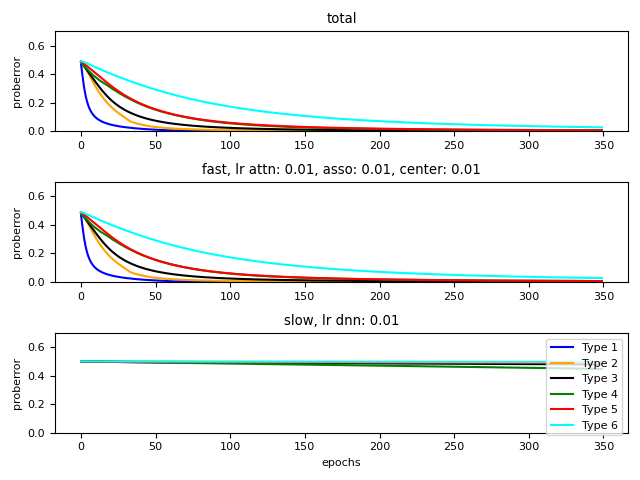 total
proberror
0.6
0.4
0.2
0.0
0 50 100 150 200 250 300 350
fast, lr attn: 0.01, asso: 0.01, center: 0.01
proberror
0.6
0.4
0.2
0.0
0 50 100 150 200 250 300 350
slow, lr dnn: 0.01
proberror
0.6
0.4
0.2
0.0
Type 1
Type 2
Type 3
Type 4
Type 5
Type 6
0 50 100 150 200 250 300 350
epochs